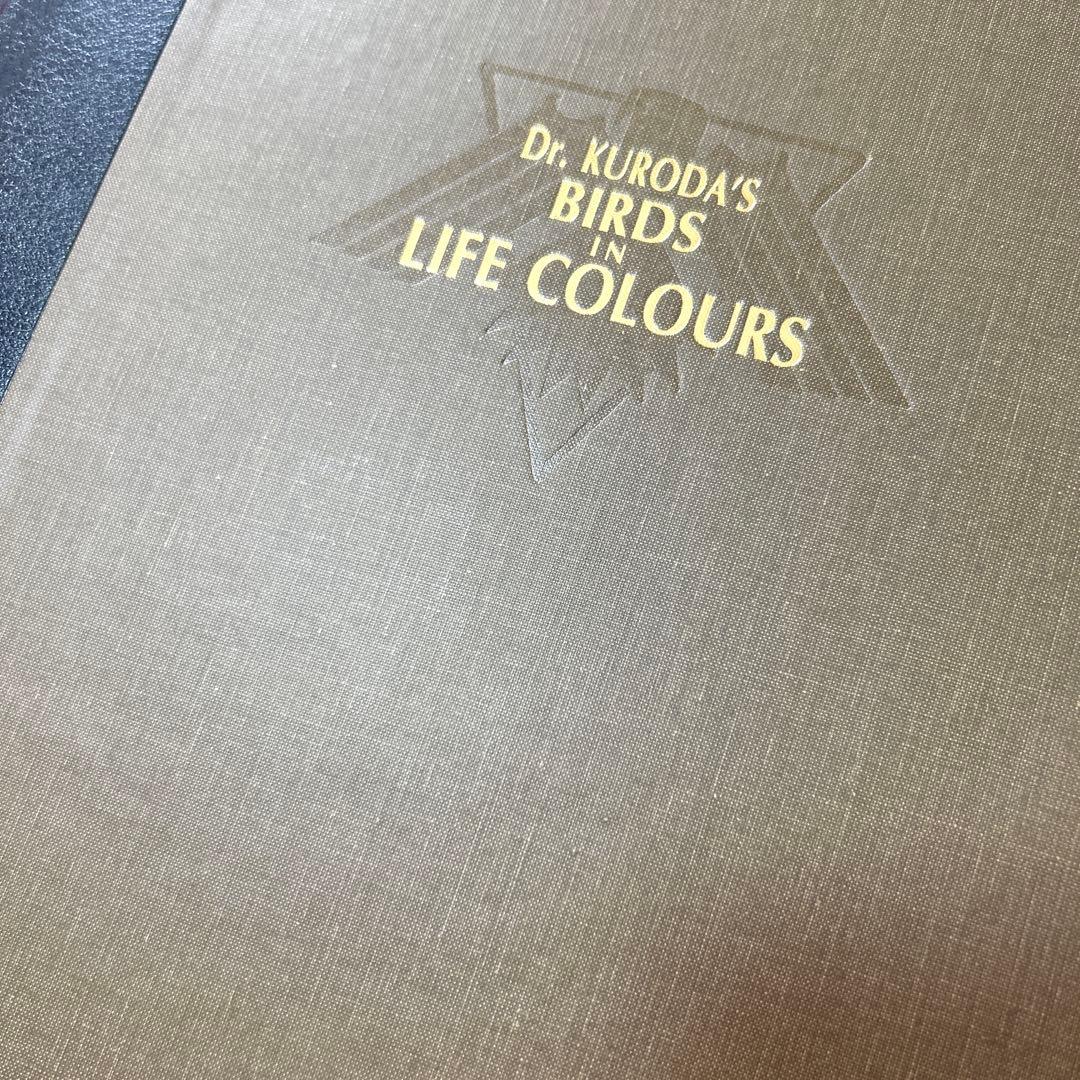 Dr. KURODA'S
BIRDS
IN
LIFE COLOURS